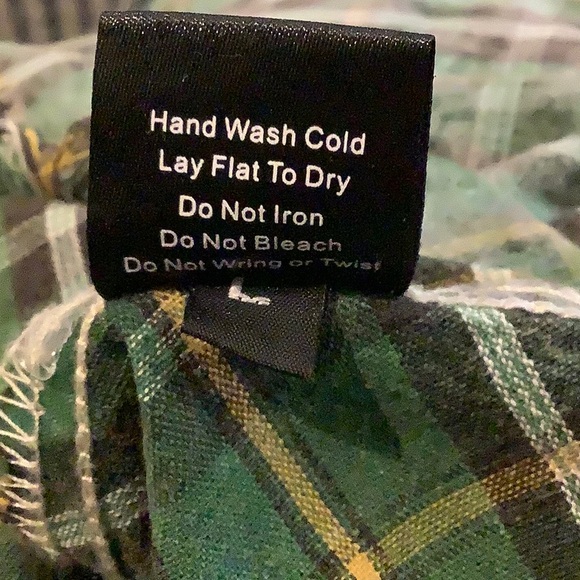 Hand Wash Cold
Lay Flat To Dry
Do Not Iron
Do Not Bleach
Do Not Wring or Twist
L